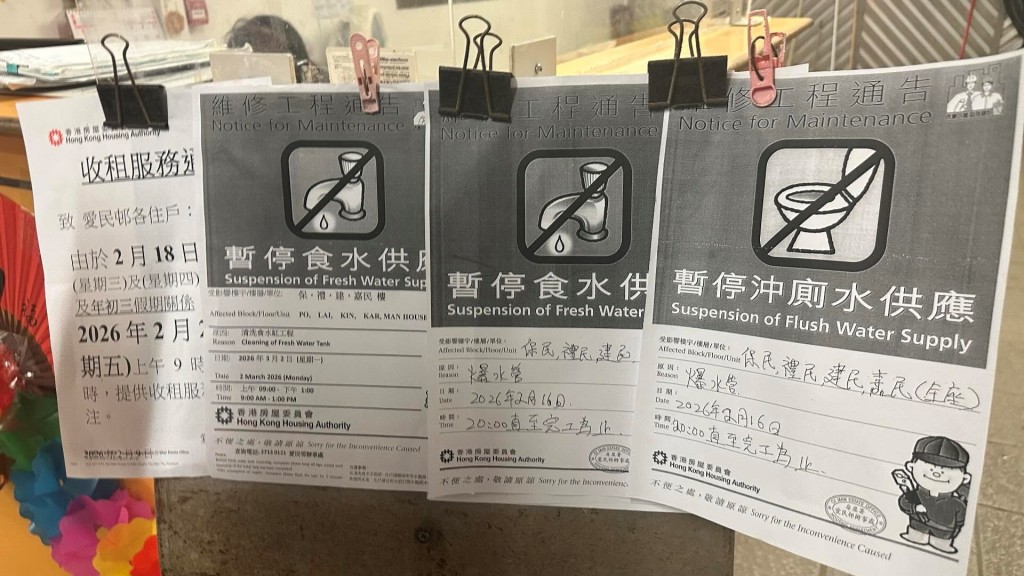 香港房屋委員會
Hong Kong Housing Authority
收租服務
致 愛民邨各住戶：
由於 2 月 18 日
(星期三)及(星期四)
及年初三假期關係
2026 年 2 月 2
期五)上午 9 時
時，提供收租服
注。
維修工程通告
Notice for Maintenance
暫停食水供
Suspension of Fresh Water Sup
受影響樓宇/樓層/單位： 保、禮、建、嘉民 樓
Affected Block/Floor/Unit PO, LAI, KIN, KAR, MAN HOUS
原因： 清洗食水缸工程
Reason Cleaning of Fresh Water Tank
日期： 2026 年 3 月 2 日 (星期一)
Date 2 March 2026 (Monday)
時間： 上午 09:00 - 下午 1:00
Time 9:00 AM - 1:00 PM
香港房屋委員會
Hong Kong Housing Authority
不便之處，敬請原諒 Sorry for the Inconvenience Caused
工程通告
Notice for Maintenance
暫停食水供
Suspension of Fresh Water
受影響樓宇/樓層/單位：
Affected Block/Floor/Unit 保民, 禮民, 建民
原因：
Reason 爆水管
日期：
Date 2026年2月16日.
時間：
Time 20:00直至完工為止.
香港房屋委員會
Hong Kong Housing Authority
不便之處，敬請原諒 Sorry for the Inconvenience
修工程通告
Notice for Maintenance
暫停沖廁水供應
Suspension of Flush Water Supply
受影響樓宇/樓層/單位：
Affected Block/Floor/Unit 保民, 禮民, 建民, 嘉民(全座)
原因：
Reason 爆水管
日期：
Date 2026年2月16日
時間：
Time 20:00直至完工為止.
香港房屋委員會
Hong Kong Housing Authority
不便之處，敬請原諒 Sorry for the Inconvenience Caused